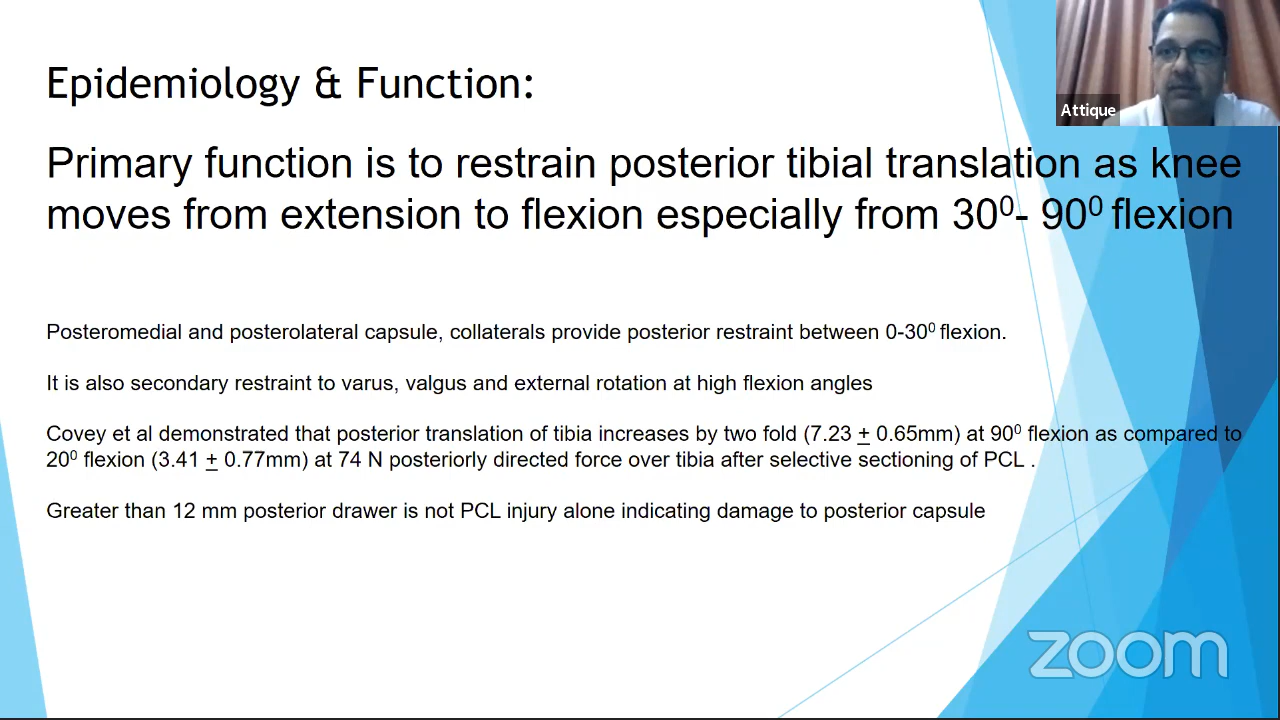 Epidemiology & Function:
Attique
Primary function is to restrain posterior tibial translation as knee
moves from extension to flexion especially from 30⁰- 90⁰ flexion
Posteromedial and posterolateral capsule, collaterals provide posterior restraint between 0-30⁰ flexion.
It is also secondary restraint to varus, valgus and external rotation at high flexion angles
Covey et al demonstrated that posterior translation of tibia increases by two fold (7.23 ± 0.65mm) at 90⁰ flexion as compared to
20⁰ flexion (3.41 ± 0.77mm) at 74 N posteriorly directed force over tibia after selective sectioning of PCL .
Greater than 12 mm posterior drawer is not PCL injury alone indicating damage to posterior capsule
zoom